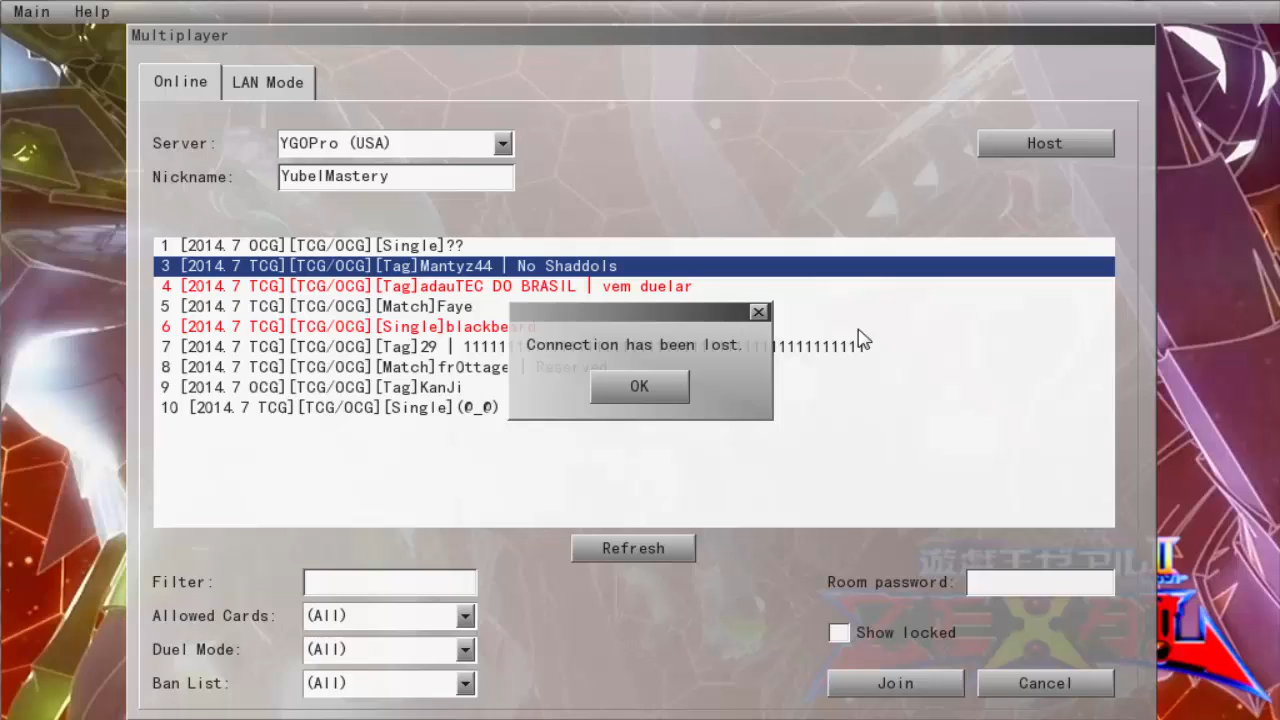 Main Help
Multiplayer
Online LAN Mode
Server: YGOPro (USA) Host
Nickname: YubelMastery
1 [2014.7 OCG][TCG/OCG][Single]??
3 [2014.7 TCG][TCG/OCG][Tag]Mantyz44 | No Shaddols
4 [2014.7 TCG][TCG/OCG][Tag]adauTEC DO BRASIL | vem duelar
5 [2014.7 TCG][TCG/OCG][Match]Faye
6 [2014.7 TCG][TCG/OCG][Single]blackbeard
7 [2014.7 TCG][TCG/OCG][Tag]29 |
8 [2014.7 TCG][TCG/OCG][Match]fr0ttage | Reserved
9 [2014.7 OCG][TCG/OCG][Tag]KanJi
10 [2014.7 TCG][TCG/OCG][Single](@_@)
Connection has been lost.
OK
Refresh
Filter: Room password:
Allowed Cards: (All) Show locked
Duel Mode: (All)
Ban List: (All) Join Cancel
ZEXAL